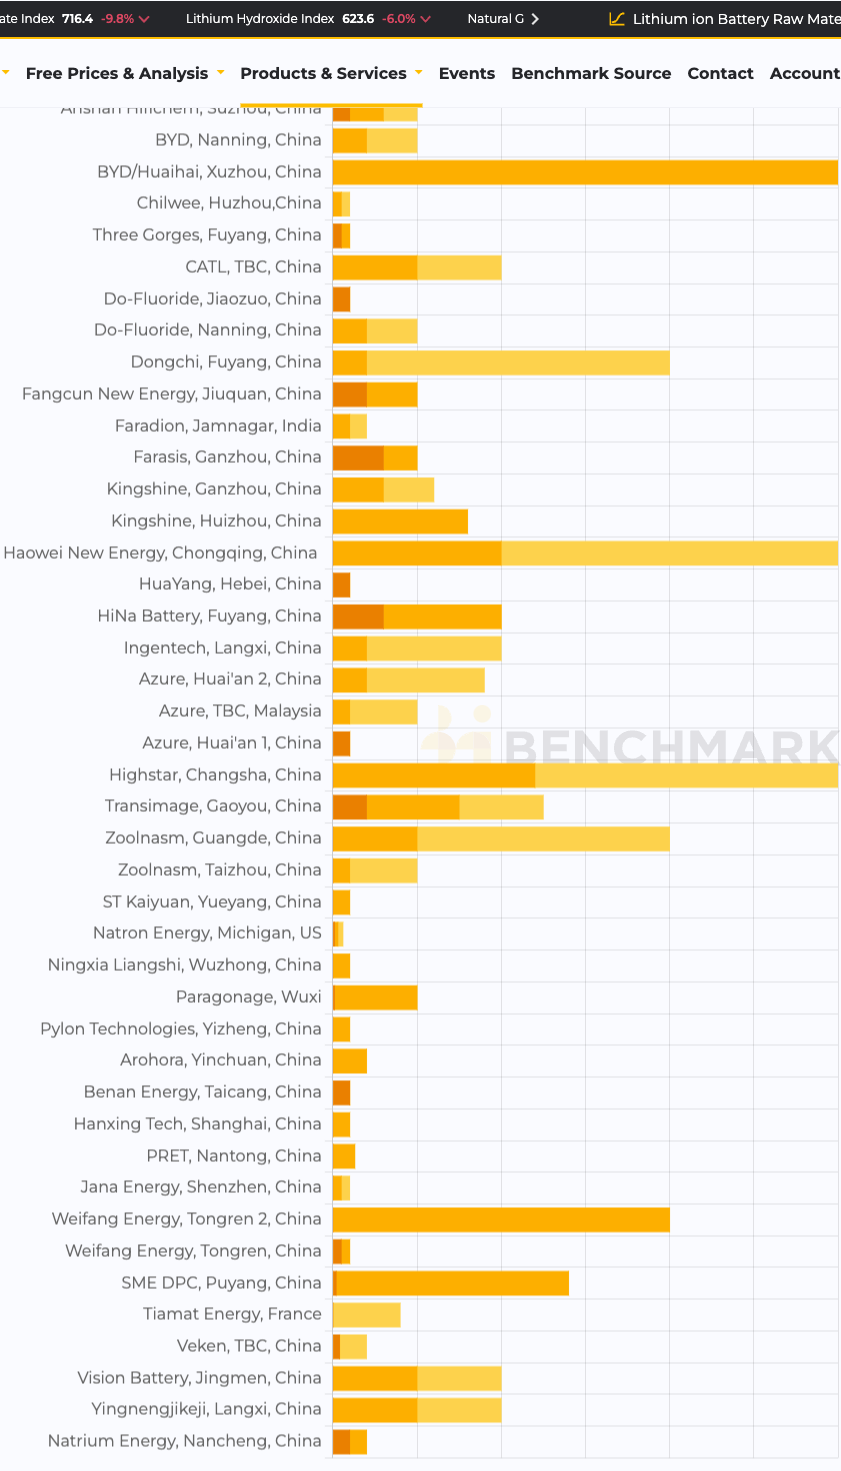 ate Index 716.4 -9.8% Lithium Hydroxide Index 623.6 -6.0% Natural G Lithium ion Battery Raw Mate
Free Prices & Analysis Products & Services Events Benchmark Source Contact Account
Anshan Hifichem, Suzhou, China
BYD, Nanning, China
BYD/Huaihai, Xuzhou, China
Chilwee, Huzhou,China
Three Gorges, Fuyang, China
CATL, TBC, China
Do-Fluoride, Jiaozuo, China
Do-Fluoride, Nanning, China
Dongchi, Fuyang, China
Fangcun New Energy, Jiuquan, China
Faradion, Jamnagar, India
Farasis, Ganzhou, China
Kingshine, Ganzhou, China
Kingshine, Huizhou, China
Haowei New Energy, Chongqing, China
HuaYang, Hebei, China
HiNa Battery, Fuyang, China
Ingentech, Langxi, China
Azure, Huai'an 2, China
Azure, TBC, Malaysia
Azure, Huai'an 1, China
BENCHMARK
Highstar, Changsha, China
Transimage, Gaoyou, China
Zoolnasm, Guangde, China
Zoolnasm, Taizhou, China
ST Kaiyuan, Yueyang, China
Natron Energy, Michigan, US
Ningxia Liangshi, Wuzhong, China
Paragonage, Wuxi
Pylon Technologies, Yizheng, China
Arohora, Yinchuan, China
Benan Energy, Taicang, China
Hanxing Tech, Shanghai, China
PRET, Nantong, China
Jana Energy, Shenzhen, China
Weifang Energy, Tongren 2, China
Weifang Energy, Tongren, China
SME DPC, Puyang, China
Tiamat Energy, France
Veken, TBC, China
Vision Battery, Jingmen, China
Yingnengjikeji, Langxi, China
Natrium Energy, Nancheng, China